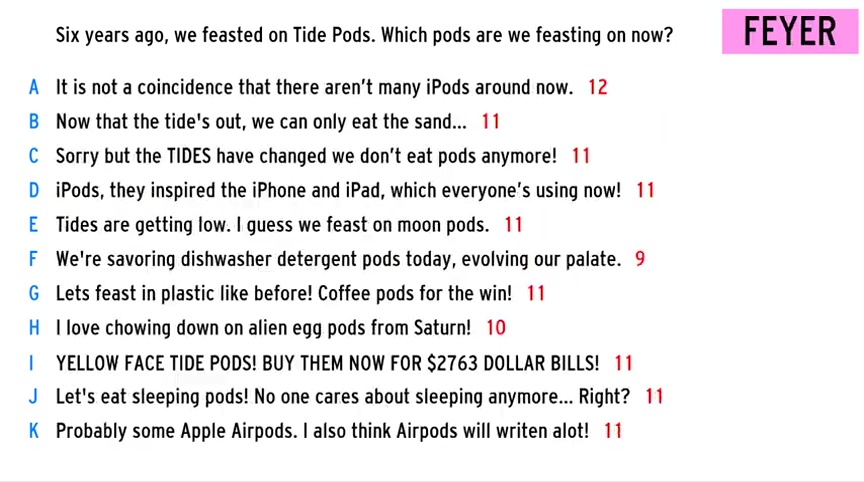 Six years ago, we feasted on Tide Pods. Which pods are we feasting on now?
FEYER
A It is not a coincidence that there aren't many iPods around now. 12
B Now that the tide's out, we can only eat the sand... 11
C Sorry but the TIDES have changed we don't eat pods anymore! 11
D iPods, they inspired the iPhone and iPad, which everyone's using now! 11
E Tides are getting low. I guess we feast on moon pods. 11
F We're savoring dishwasher detergent pods today, evolving our palate. 9
G Lets feast in plastic like before! Coffee pods for the win! 11
H I love chowing down on alien egg pods from Saturn! 10
I YELLOW FACE TIDE PODS! BUY THEM NOW FOR $2763 DOLLAR BILLS! 11
J Let's eat sleeping pods! No one cares about sleeping anymore... Right? 11
K Probably some Apple Airpods. I also think Airpods will writen alot! 11